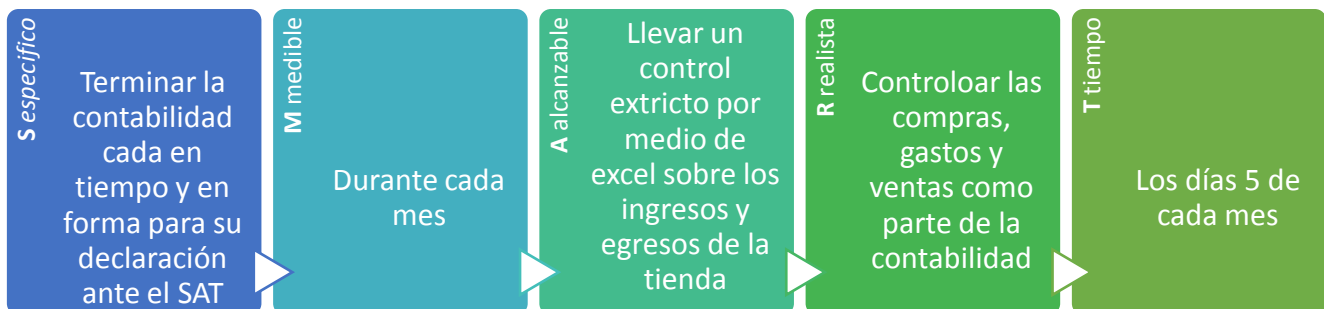 S especifico
Terminar la
contabilidad
cada en
tiempo y en
forma para su
declaración
ante el SAT
M medible
Durante cada
mes
A alcanzable
Llevar un
control
extricto por
medio de
excel sobre los
ingresos y
egresos de la
tienda
R realista
Controloar las
compras,
gastos y
ventas como
parte de la
contabilidad
T tiempo
Los días 5 de
cada mes